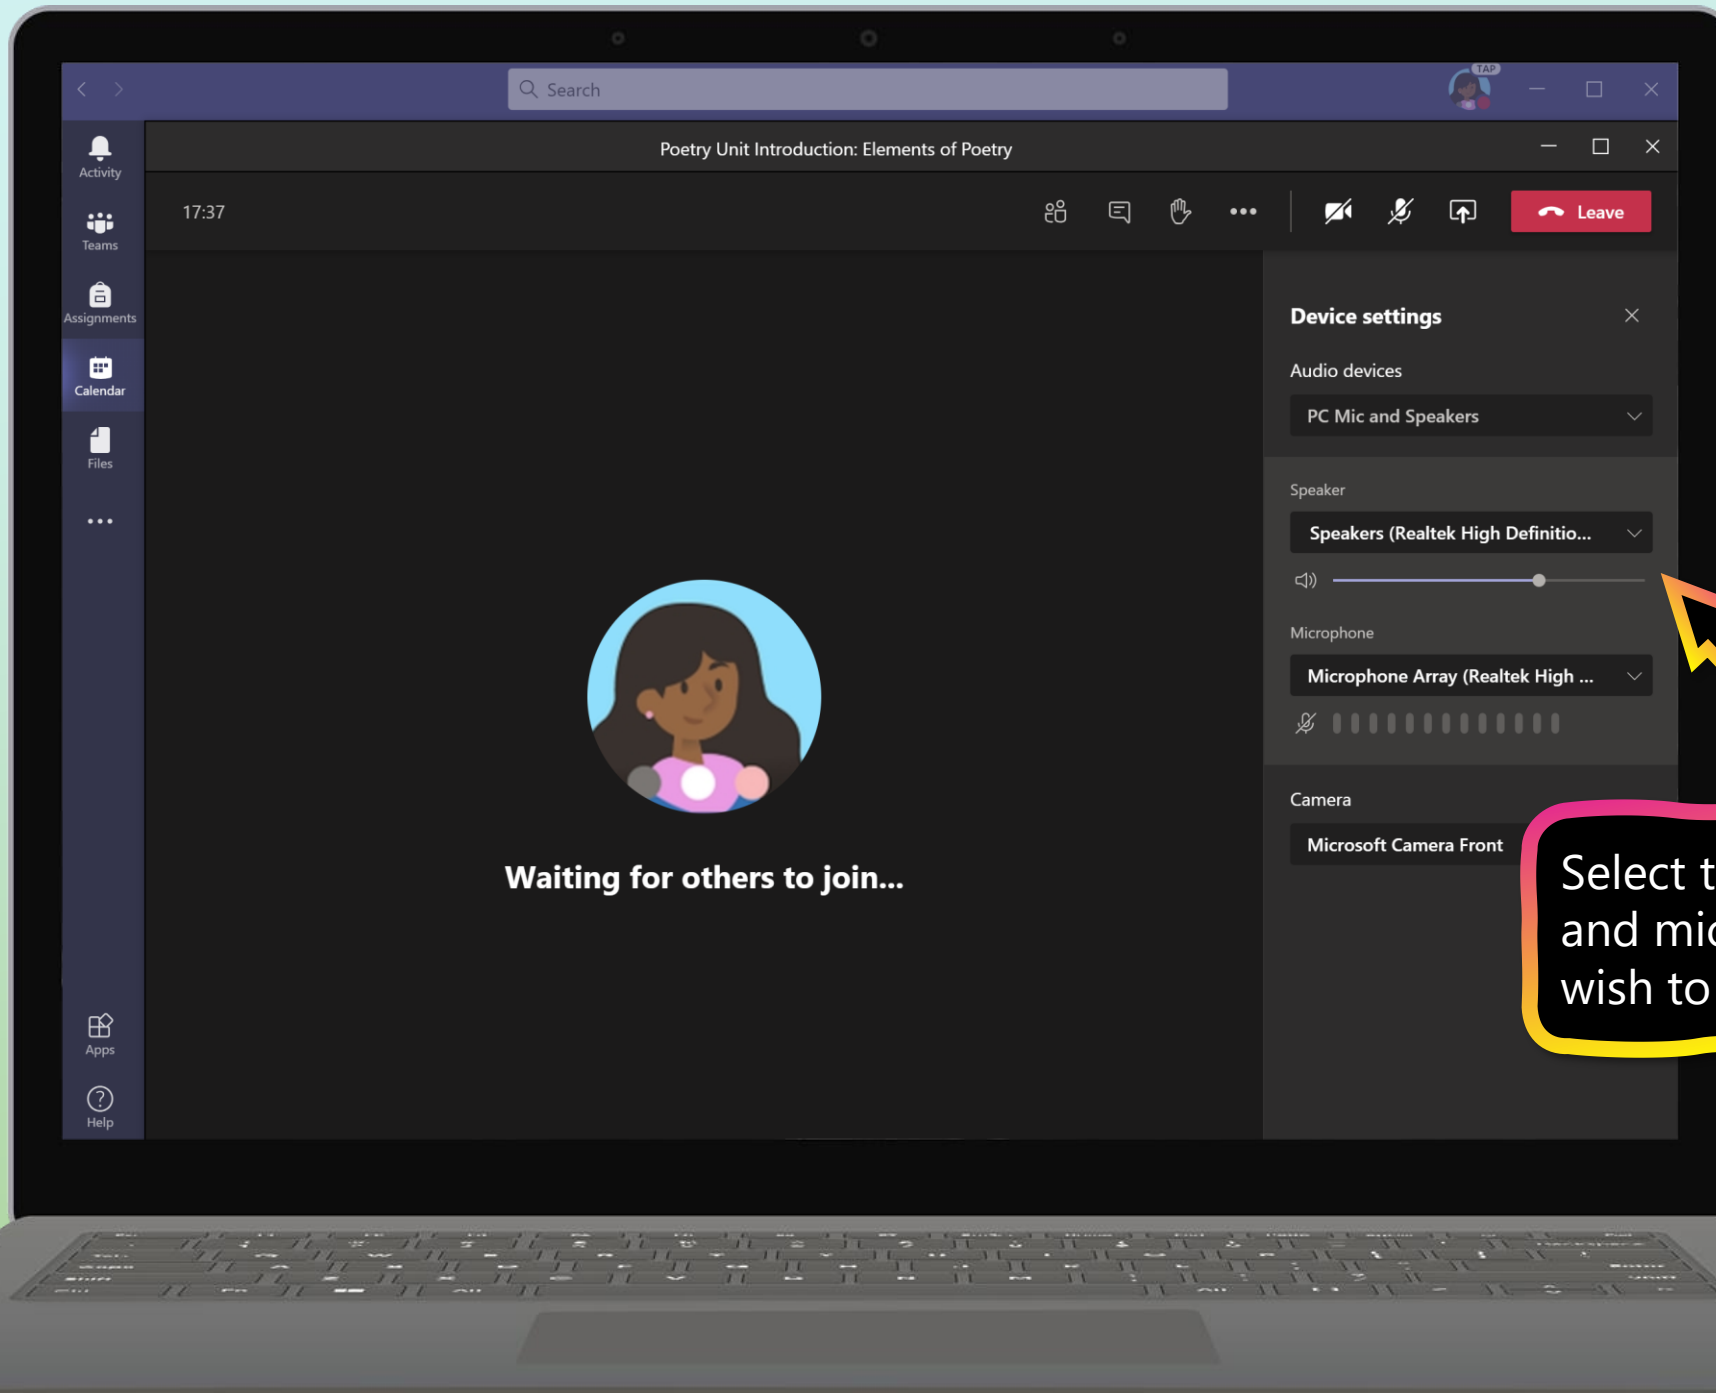 Search
TAP
Activity
Poetry Unit Introduction: Elements of Poetry
17:37
Leave
Teams
Assignments
Calendar
Files
Device settings
Audio devices
PC Mic and Speakers
Speaker
Speakers (Realtek High Definitio...
Microphone
Microphone Array (Realtek High ...
Camera
Microsoft Camera Front
Waiting for others to join...
Select t
and mic
wish to
Apps
Help